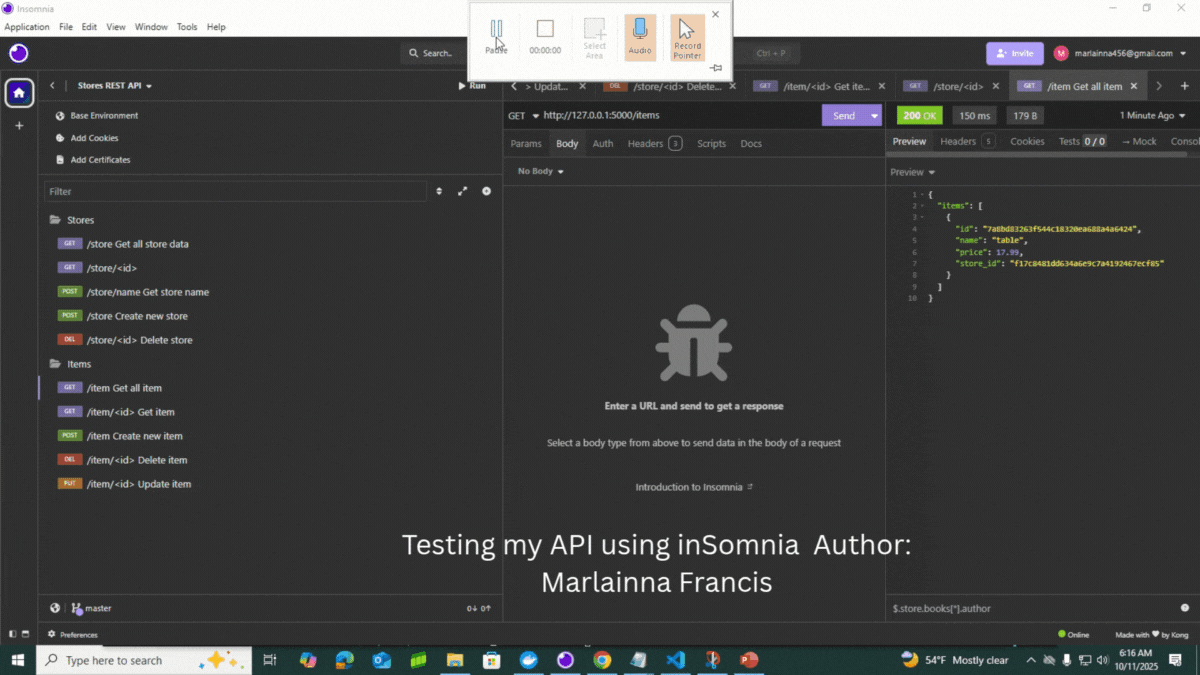 Insomnia
Application File Edit View Window Tools Help
Pause
00:00:00
Select
Area
Audio
Record
Pointer
Search..
Ctrl + P
Invite
M marlainna456@gmail.com
Stores REST API
Run
> Updat...
DEL /store/<id> Delete...
GET /item/<id> Get ite...
GET /store/<id>
GET /item Get all item
Base Environment
Add Cookies
Add Certificates
GET http://127.0.0.1:5000/items
Send
200 OK 150 ms 179 B 1 Minute Ago
Params Body Auth Headers 3 Scripts Docs
Preview Headers 5 Cookies Tests 0 / 0 → Mock Consol
No Body
Preview
Filter
Stores
GET /store Get all store data
GET /store/<id>
POST /store/name Get store name
POST /store Create new store
DEL /store/<id> Delete store
Items
GET /item Get all item
GET /item/<id> Get item
POST /item Create new item
DEL /item/<id> Delete item
PUT /item/<id> Update item
1 {
2 "items": [
3 {
4 "id": "7a8bd83263f544c18320ea688a4a6424",
5 "name": "table",
6 "price": 17.99,
7 "store_id": "f17c8481dd634a6e9c7a4192467ecf85"
8 }
9 ]
10 }
Enter a URL and send to get a response
Select a body type from above to send data in the body of a request
Introduction to Insomnia
Testing my API using inSomnia Author:
Marlainna Francis
master
0↓ 0↑
$.store.books[*].author
Preferences
Online
Made with ♥ by Kong
Type here to search
54°F Mostly clear
6:16 AM
10/11/2025